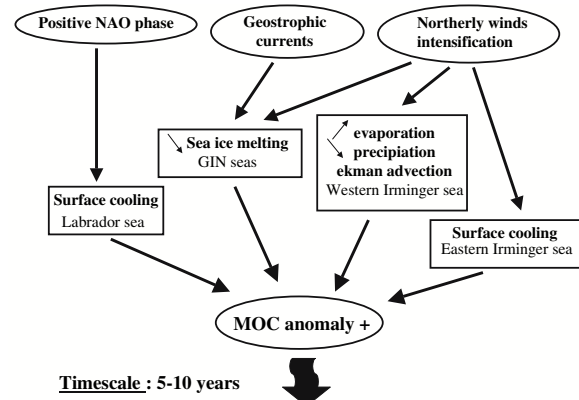 Positive NAO phase
Geostrophic
currents
Northerly winds
intensification
Sea ice melting
GIN seas
evaporation
precipiation
ekman advection
Western Irminger sea
Surface cooling
Labrador sea
Surface cooling
Eastern Irminger sea
MOC anomaly +
Timescale : 5-10 years